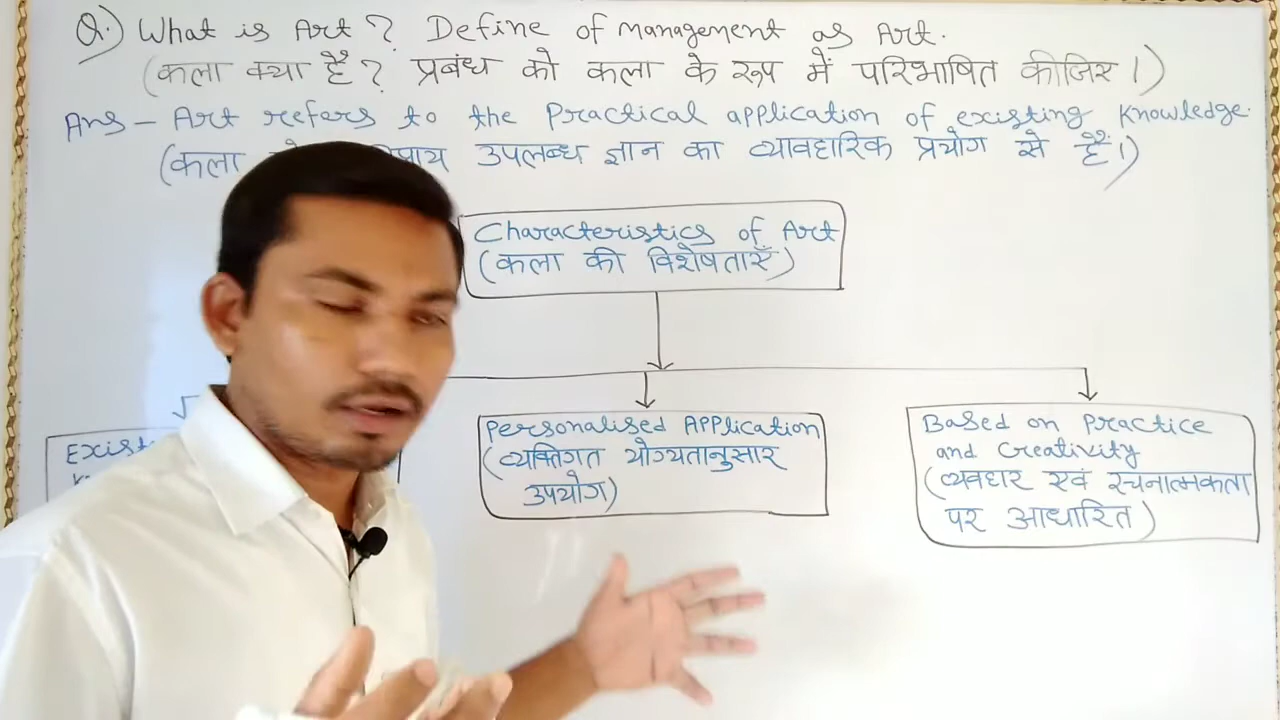 Q.) What is Art ? Define of management as Art.
(कला क्या है ? प्रबंध को कला के रूप में परिभाषित कीजिए ।)
Ans - Art refers to the Practical application of existing Knowledge.
(कला उपलब्ध ज्ञान का व्यावहारिक प्रयोग से हैं।)
Characteristics of Art
(कला की विशेषताएँ)
Personalised Application
(व्यक्तिगत योग्यतानुसार
उपयोग)
Based on Practice
and Creativity
(व्यवहार एवं रचनात्मकता
पर आधारित)